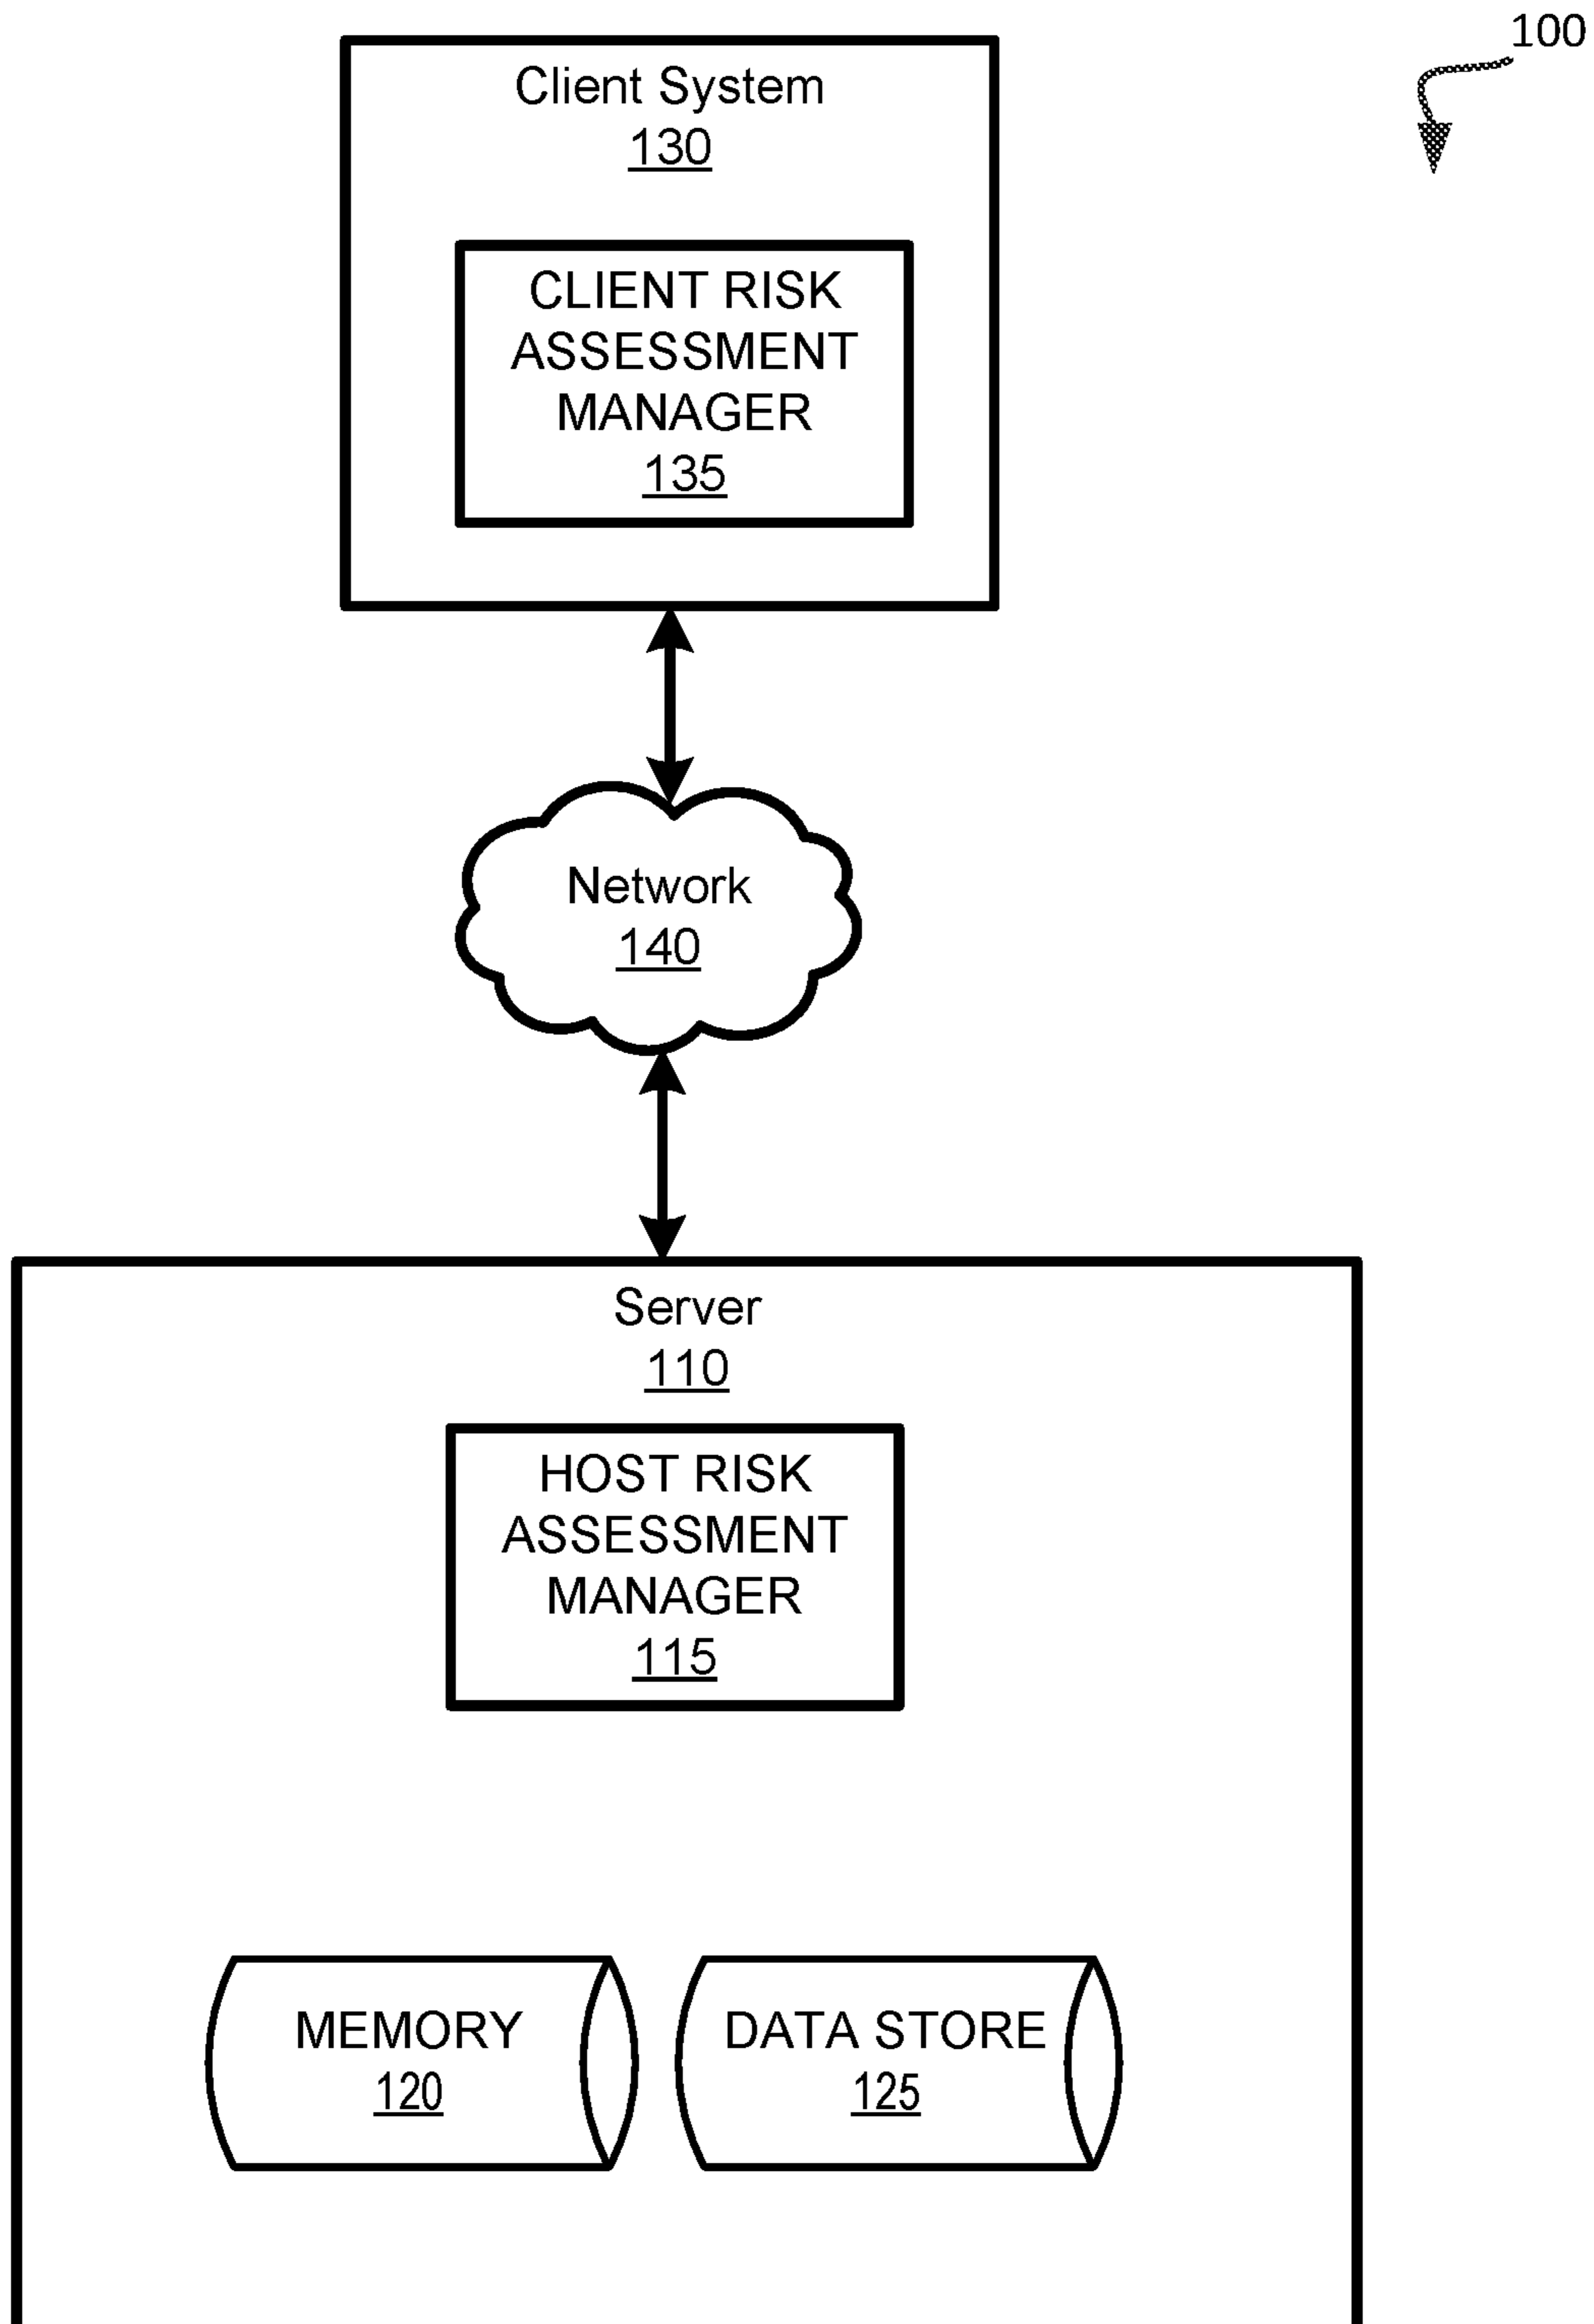 100
Client System
130
CLIENT RISK
ASSESSMENT
MANAGER
135
Network
140
Server
110
HOST RISK
ASSESSMENT
MANAGER
115
MEMORY
120
DATA STORE
125